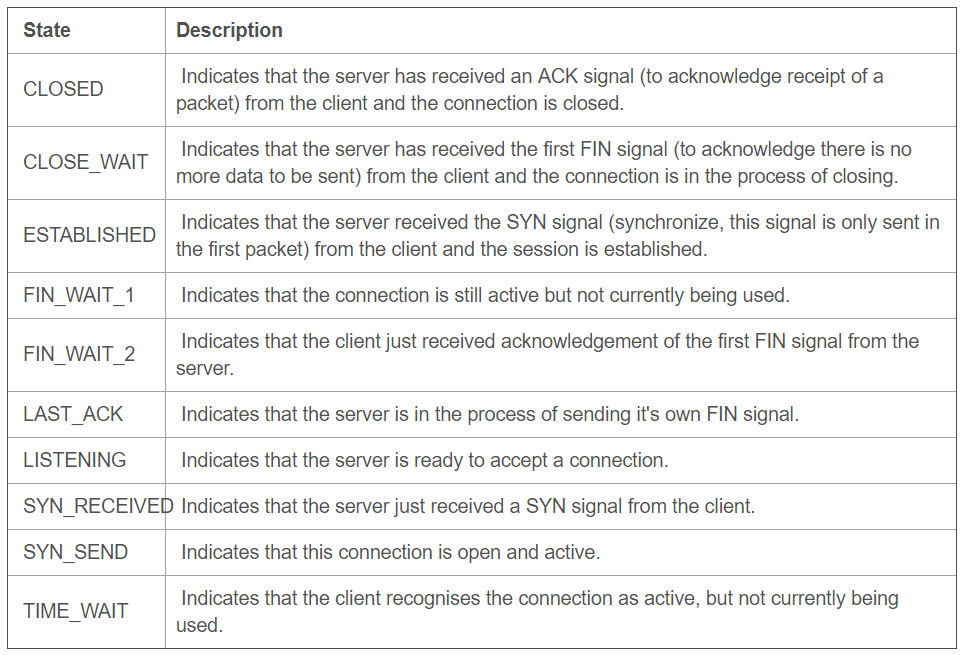 State Description
CLOSED Indicates that the server has received an ACK signal (to acknowledge receipt of a
packet) from the client and the connection is closed.
CLOSE_WAIT Indicates that the server has received the first FIN signal (to acknowledge there is no
more data to be sent) from the client and the connection is in the process of closing.
ESTABLISHED Indicates that the server received the SYN signal (synchronize, this signal is only sent in
the first packet) from the client and the session is established.
FIN_WAIT_1 Indicates that the connection is still active but not currently being used.
FIN_WAIT_2 Indicates that the client just received acknowledgement of the first FIN signal from the
server.
LAST_ACK Indicates that the server is in the process of sending it's own FIN signal.
LISTENING Indicates that the server is ready to accept a connection.
SYN_RECEIVED Indicates that the server just received a SYN signal from the client.
SYN_SEND Indicates that this connection is open and active.
TIME_WAIT Indicates that the client recognises the connection as active, but not currently being
used.